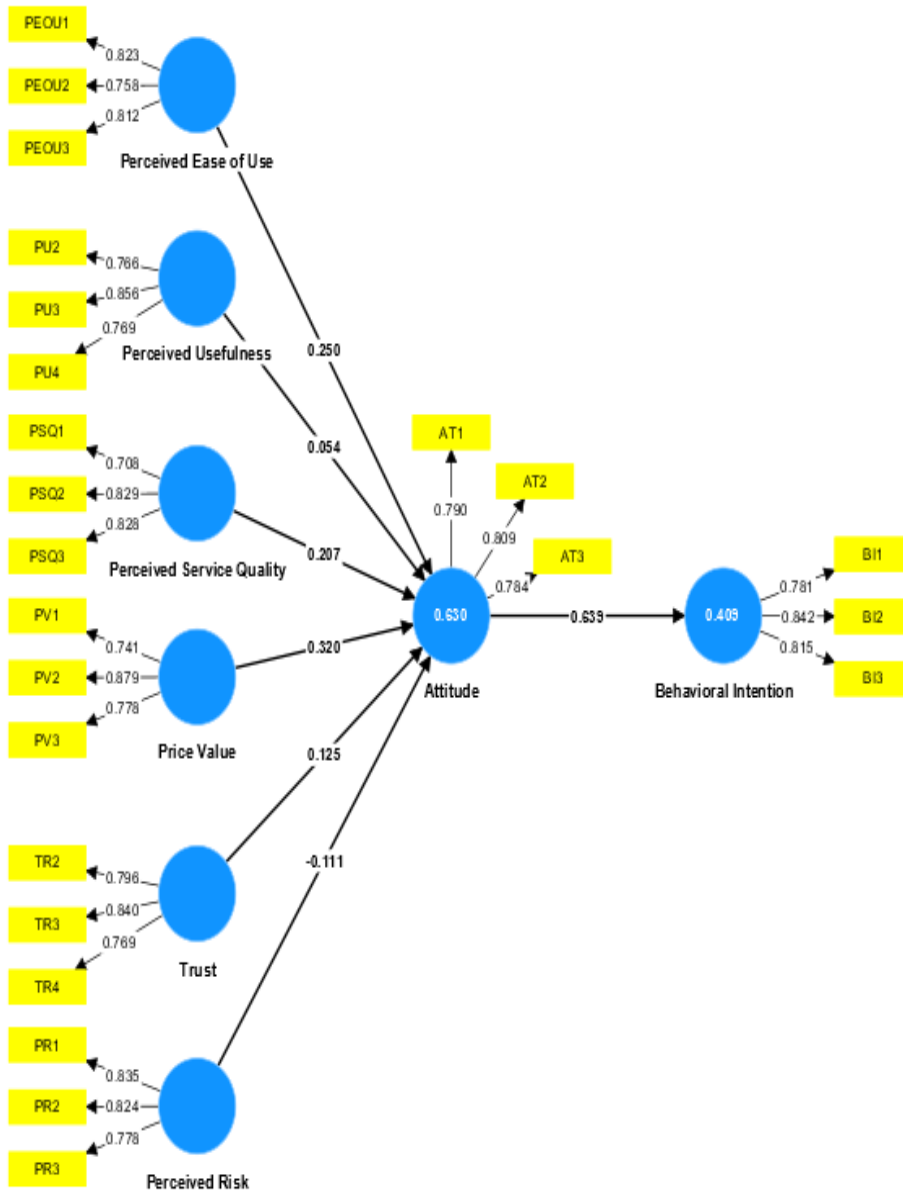 PEOU1
0.823
PEOU2
0.758
0.812
PEOU3
Perceived Ease of Use
PU2
0.766
PU3
0.856
0.769
PU4
Perceived Usefulness
0.250
PSQ1
0.708
PSQ2
0.829
0.828
PSQ3
Perceived Service Quality
0.054
0.207
AT1
0.790
AT2
0.809
AT3
0.784
PV1
0.741
PV2
0.879
0.778
PV3
Price Value
0.320
0.630
Attitude
0.639
0.409
Behavioral Intention
BI1
0.781
BI2
0.842
0.815
BI3
0.125
TR2
0.796
TR3
0.840
0.769
TR4
Trust
-0.111
PR1
0.835
PR2
0.824
0.778
PR3
Perceived Risk